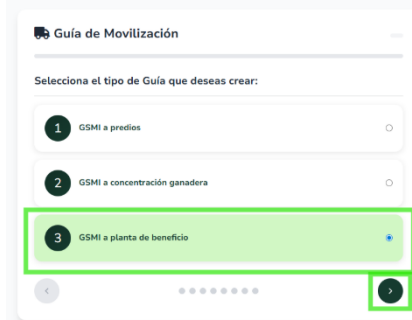 Guía de Movilización
Selecciona el tipo de Guía que deseas crear:
1 GSMI a predios
2 GSMI a concentración ganadera
3 GSMI a planta de beneficio